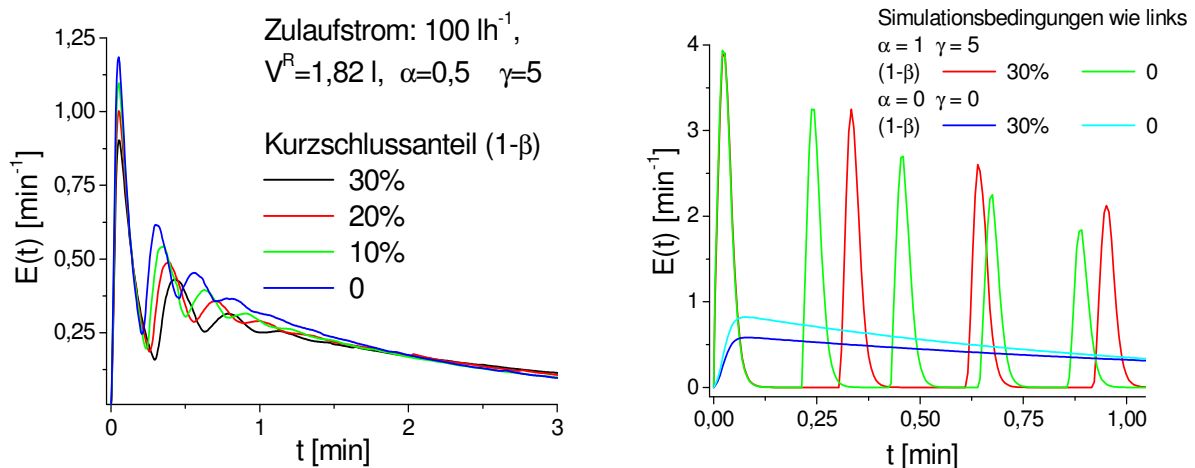 Zulaufstrom: 100 lh⁻¹,
Vᴿ=1,82 l, α=0,5 γ=5
Kurzschlussanteil (1-β)
30%
20%
10%
0
1,25
1,00
0,75
0,50
0,25
E(t) [min⁻¹]
0
1
2
3
t [min]
Simulationsbedingungen wie links
α = 1 γ = 5
(1-β) 30% 0
α = 0 γ = 0
(1-β) 30% 0
4
3
2
1
0
E(t) [min⁻¹]
0,00
0,25
0,50
0,75
1,00
t [min]